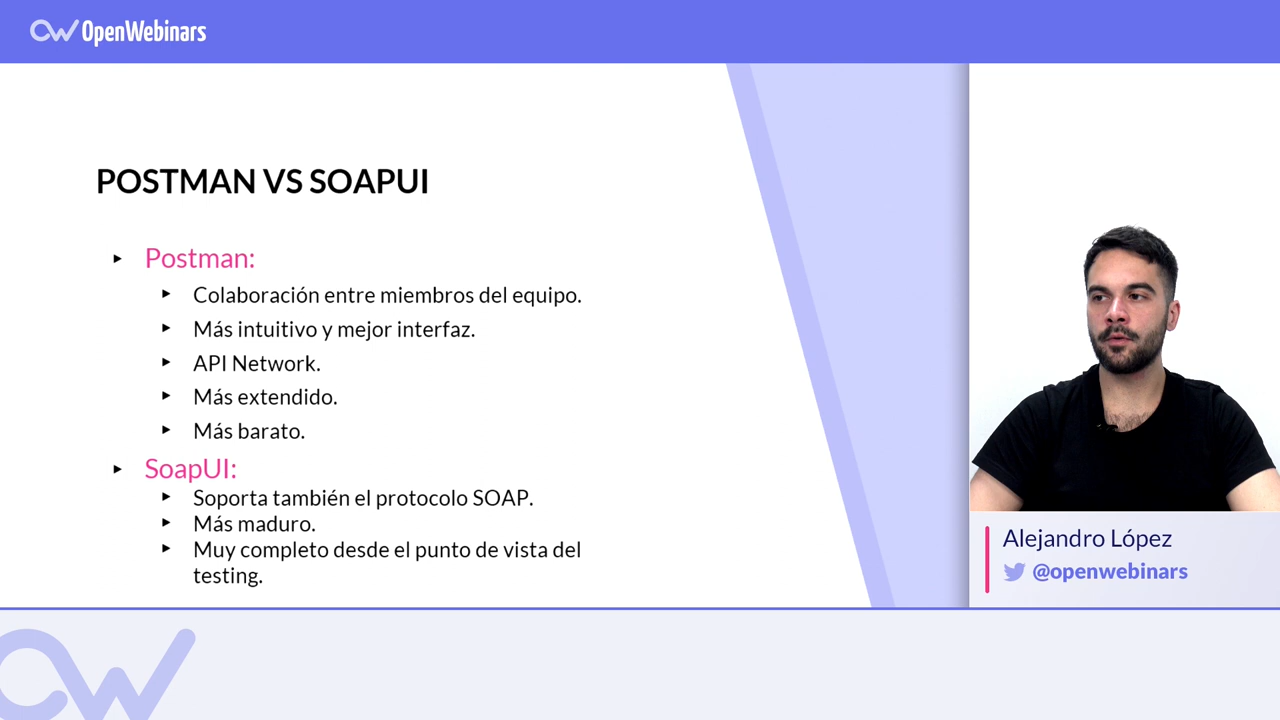 OpenWebinars
POSTMAN VS SOAPUI
Postman:
Colaboración entre miembros del equipo.
Más intuitivo y mejor interfaz.
API Network.
Más extendido.
Más barato.
SoapUI:
Soporta también el protocolo SOAP.
Más maduro.
Muy completo desde el punto de vista del
testing.
Alejandro López
@openwebinars